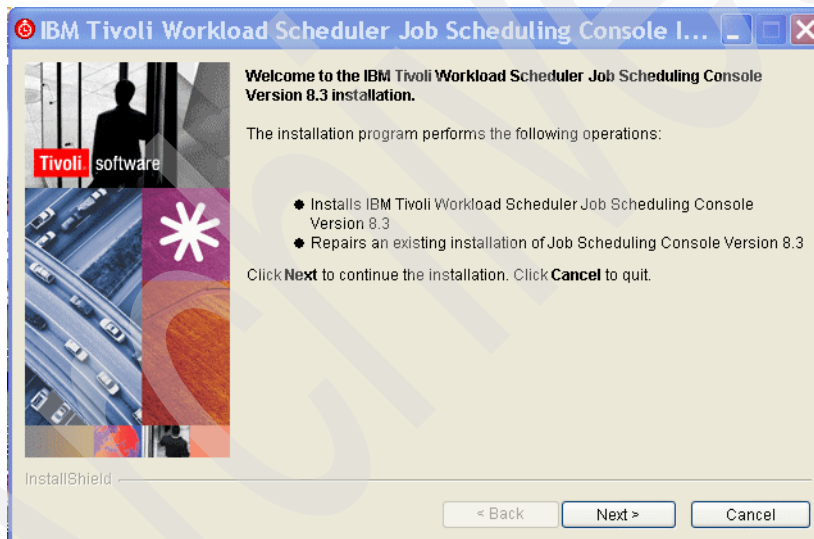 IBM Tivoli Workload Scheduler Job Scheduling Console I...
Welcome to the IBM Tivoli Workload Scheduler Job Scheduling Console
Version 8.3 installation.
The installation program performs the following operations:
● Installs IBM Tivoli Workload Scheduler Job Scheduling Console
Version 8.3
● Repairs an existing installation of Job Scheduling Console Version 8.3
Click Next to continue the installation. Click Cancel to quit.
Tivoli. software
InstallShield
< Back
Next >
Cancel